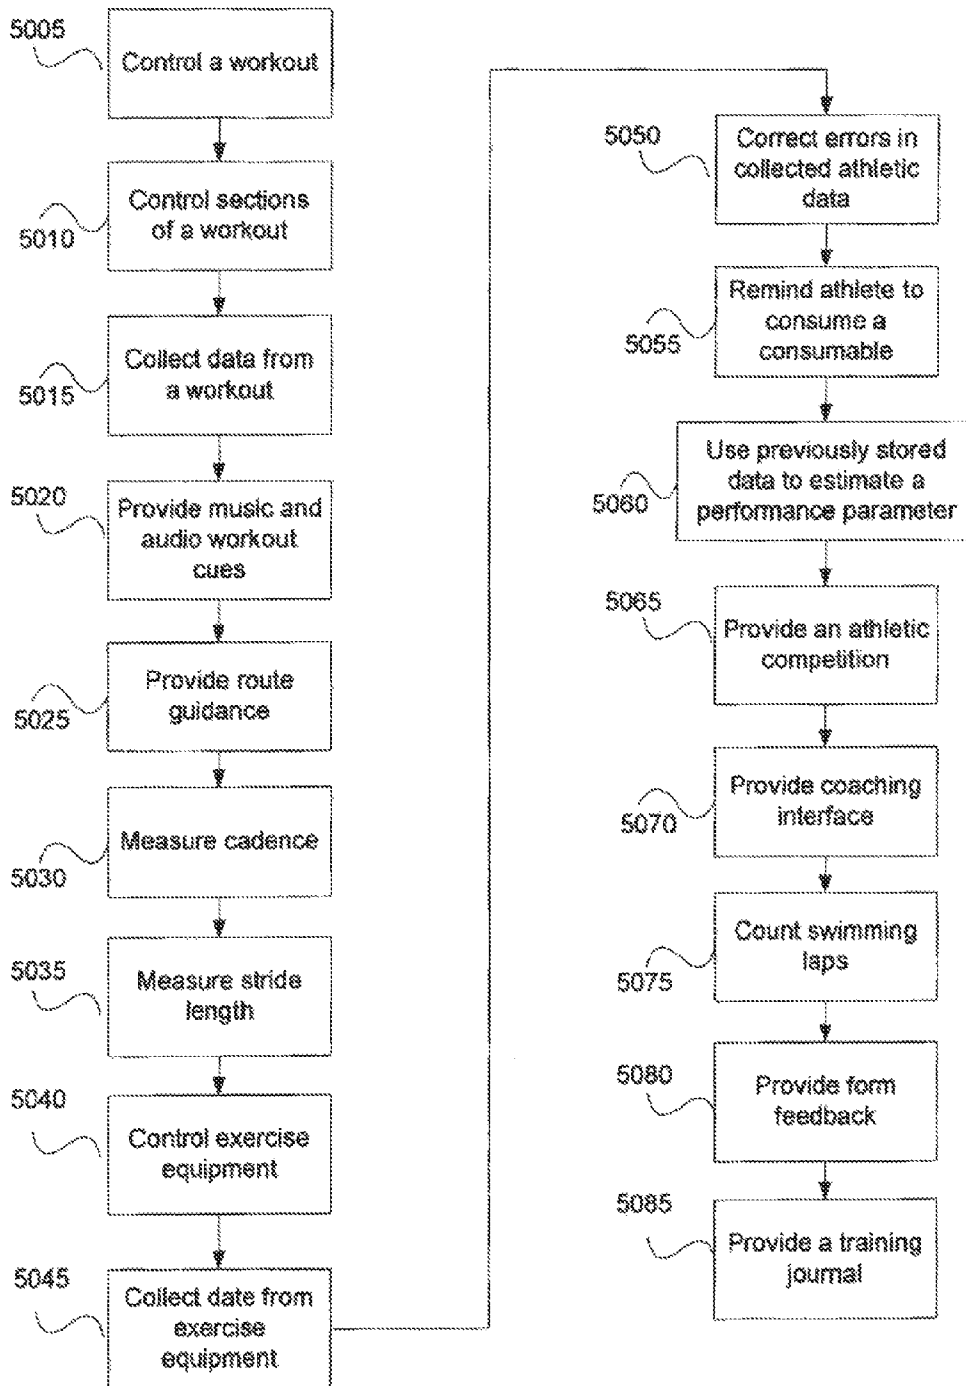 5005
Control a workout
Control sections
of a workout
5010
Collect data from
a workout
5015
5020
Provide music and
audio workout
cues
Provide route
guidance
5025
Measure cadence
5030
5035
Measure stride
length
5040
Control exercise
equipment
5045
Collect date from
exercise
equipment
5050
Correct errors in
collected athletic
data
Remind athlete to
consume a
consumable
5055
Use previously stored
data to estimate a
performance parameter
5060
5065
Provide an athletic
competition
Provide coaching
interface
5070
Count swimming
laps
5075
5080
Provide form
feedback
5085
Provide a training
journal